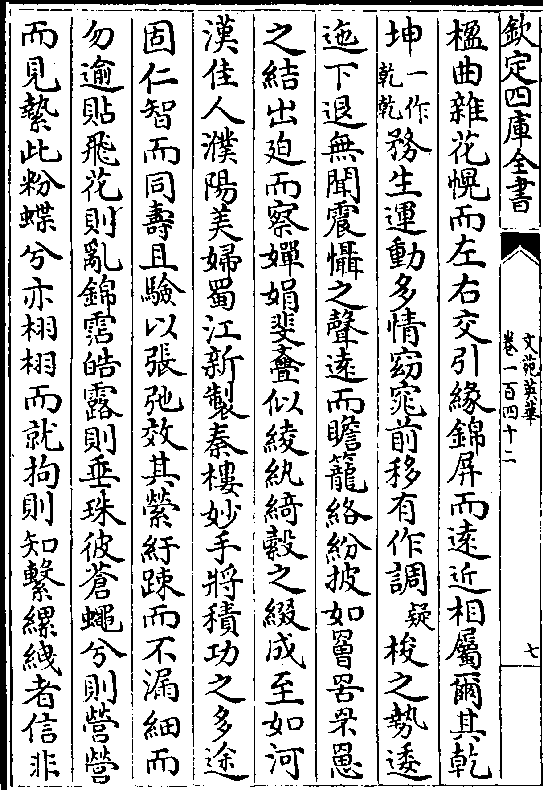 欽定四庫全書
文苑英華
卷一百四十二
七
楹曲雜花幌而左右交引緣錦屏而遠近相屬爾其乾
坤一作乾乾務生運動多情窈窕前移有作調疑梭之勢逶
迤下退無聞震懾之聲遠而瞻籠絡紛披如罾罟罘罳
之結出廹而察嬋娟斐亹似綾紈綺縠之綴成至如河
漢佳人濮陽美婦蜀江新製秦樓妙手將積功之多途
固仁智而同壽且驗以張弛效其縈紆踈而不漏細而
勿逾貼飛花則亂錦霑皓露則垂珠彼蒼蠅兮則營營
而見縶此粉蝶兮亦栩栩而就拘則知繫縲絏者信非